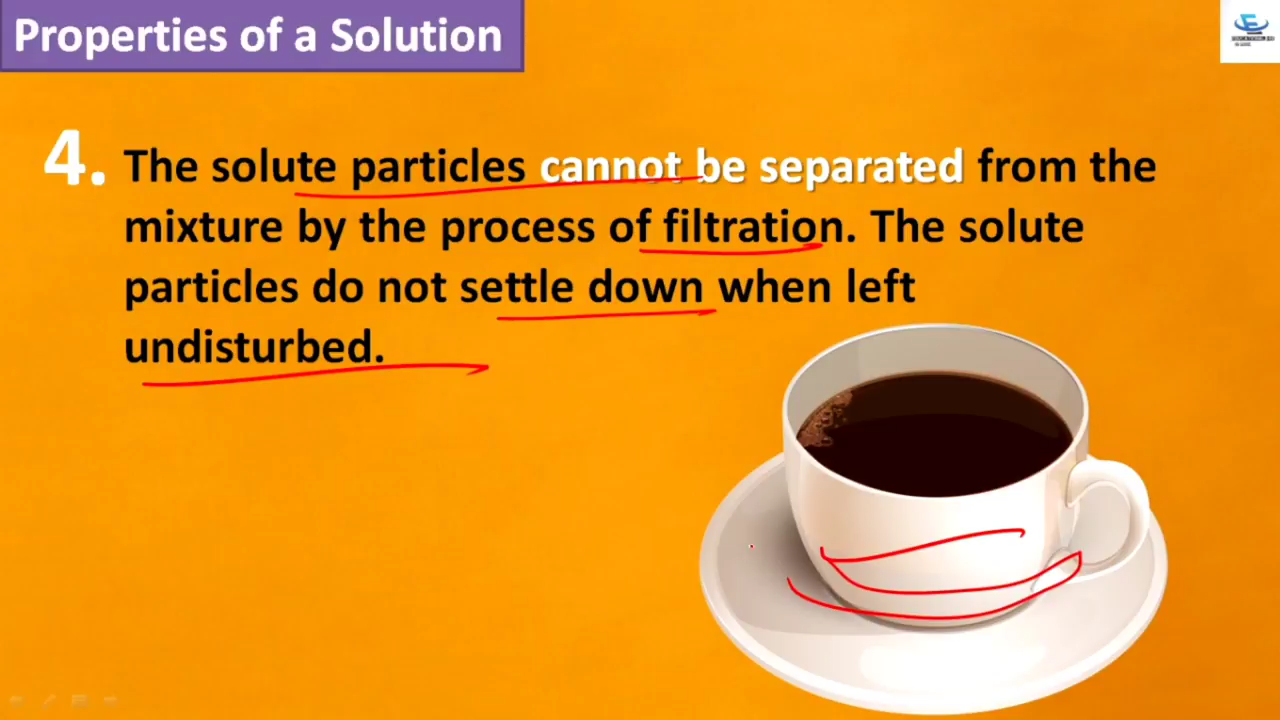 Properties of a Solution
4. The solute particles cannot be separated from the
mixture by the process of filtration. The solute
particles do not settle down when left
undisturbed.